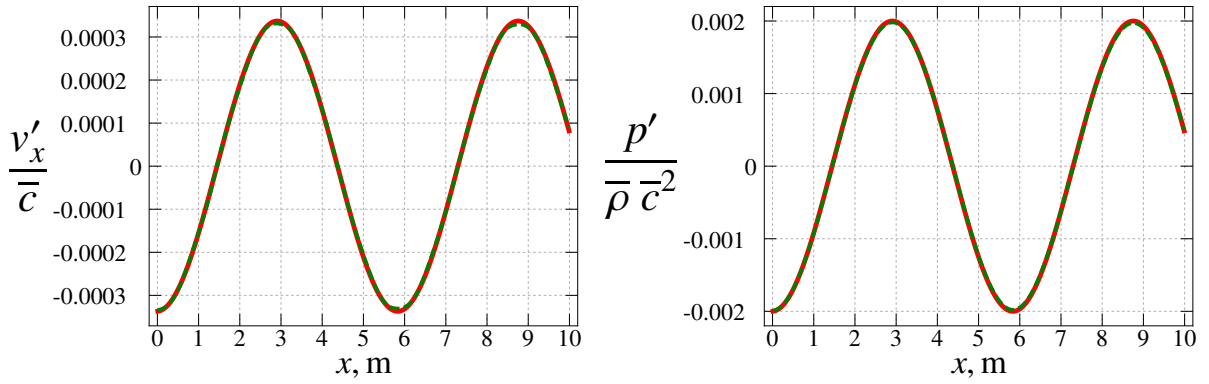 0.0003
0.0002
0.0001
0
-0.0001
-0.0002
-0.0003
v′x
c̅
0 1 2 3 4 5 6 7 8 9 10
x, m
0.002
0.001
0
-0.001
-0.002
p′
ρ̅ c̅²
0 1 2 3 4 5 6 7 8 9 10
x, m